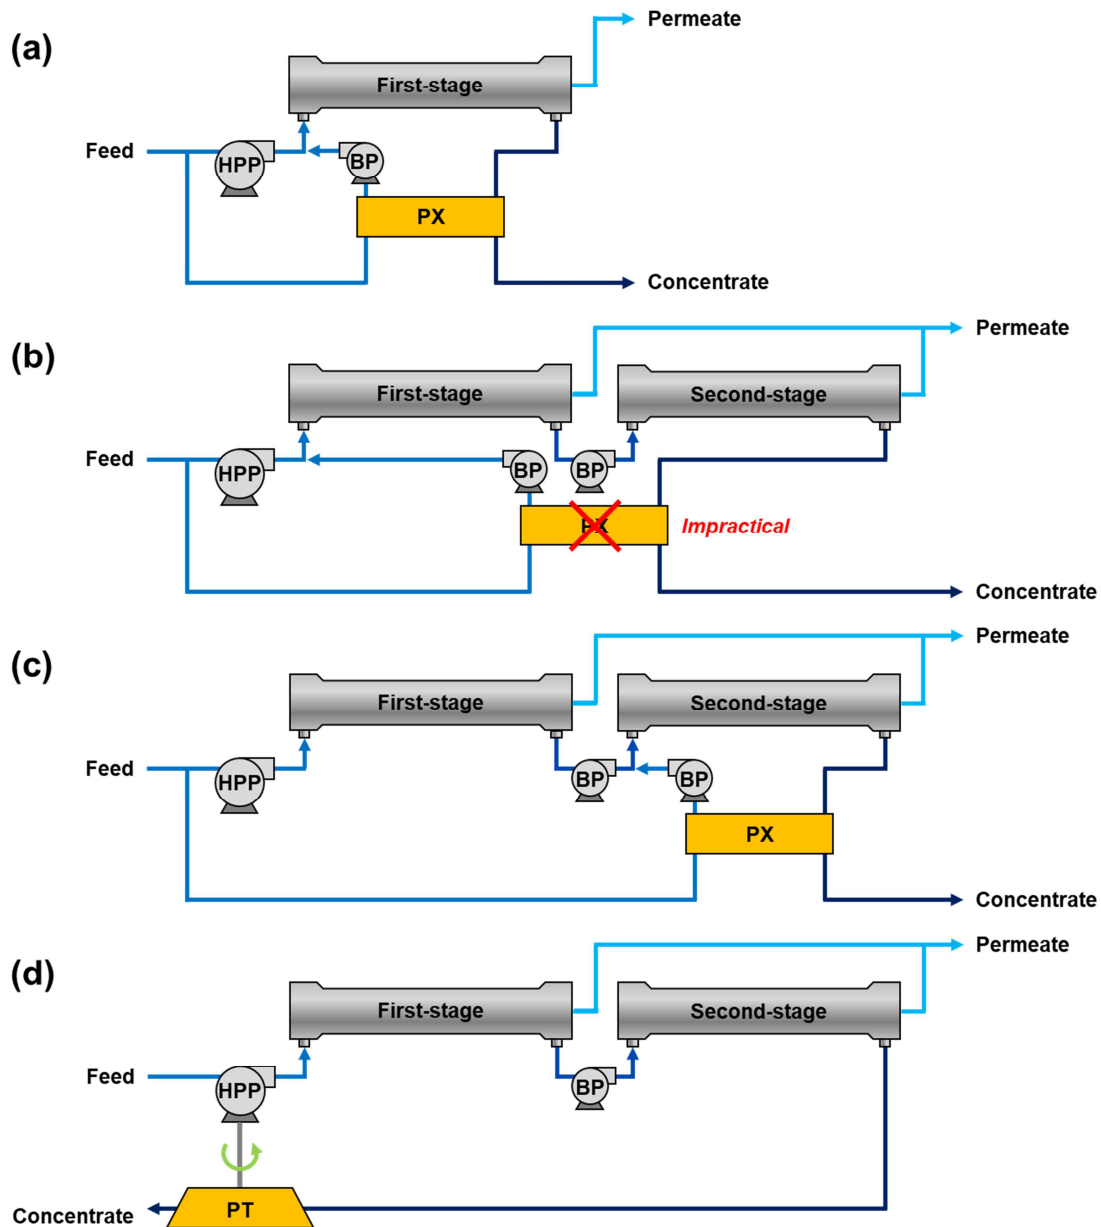 (a)
Permeate
First-stage
Feed
HPP
BP
PX
Concentrate
(b)
Permeate
First-stage
Second-stage
Feed
HPP
BP
BP
PX
Impractical
Concentrate
(c)
Permeate
First-stage
Second-stage
Feed
HPP
BP
BP
PX
Concentrate
(d)
Permeate
First-stage
Second-stage
Feed
HPP
BP
Concentrate
PT